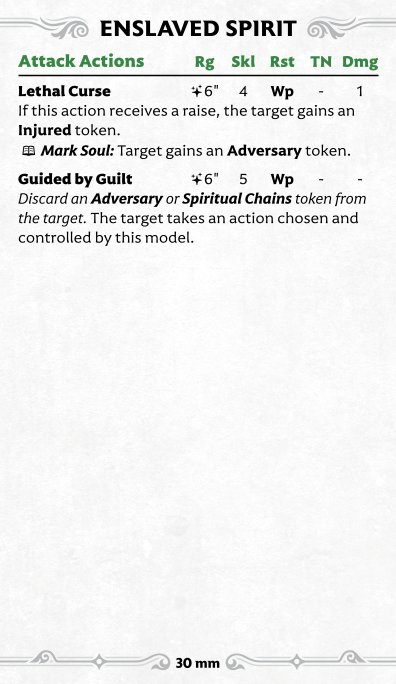 ENSLAVED SPIRIT
Attack Actions Rg Skl Rst TN Dmg
Lethal Curse 6" 4 Wp - 1
If this action receives a raise, the target gains an
Injured token.
Mark Soul: Target gains an Adversary token.
Guided by Guilt 6" 5 Wp - -
Discard an Adversary or Spiritual Chains token from
the target. The target takes an action chosen and
controlled by this model.
30 mm